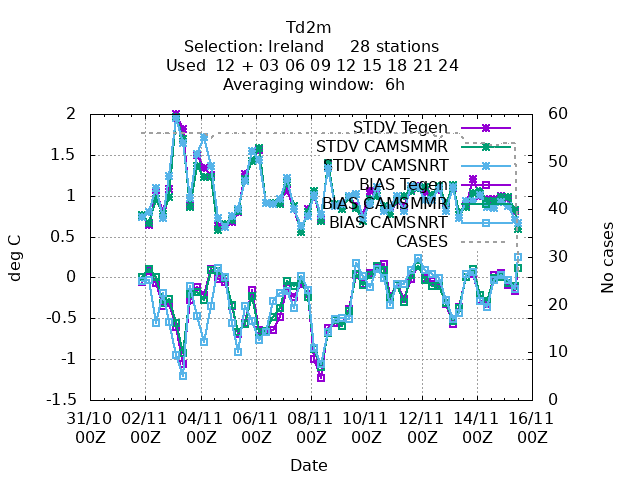 Td2m
Selection: Ireland 28 stations
Used 12 + 03 06 09 12 15 18 21 24
Averaging window: 6h
2
1.5
1
0.5
0
-0.5
-1
-1.5
deg C
60
50
40
30
20
10
0
No cases
STDV Tegen
STDV CAMSMMR
STDV CAMSNRT
BIAS Tegen
BIAS CAMSMMR
BIAS CAMSNRT
CASES
31/10 02/11 04/11 06/11 08/11 10/11 12/11 14/11 16/11
00Z 00Z 00Z 00Z 00Z 00Z 00Z 00Z 00Z
Date